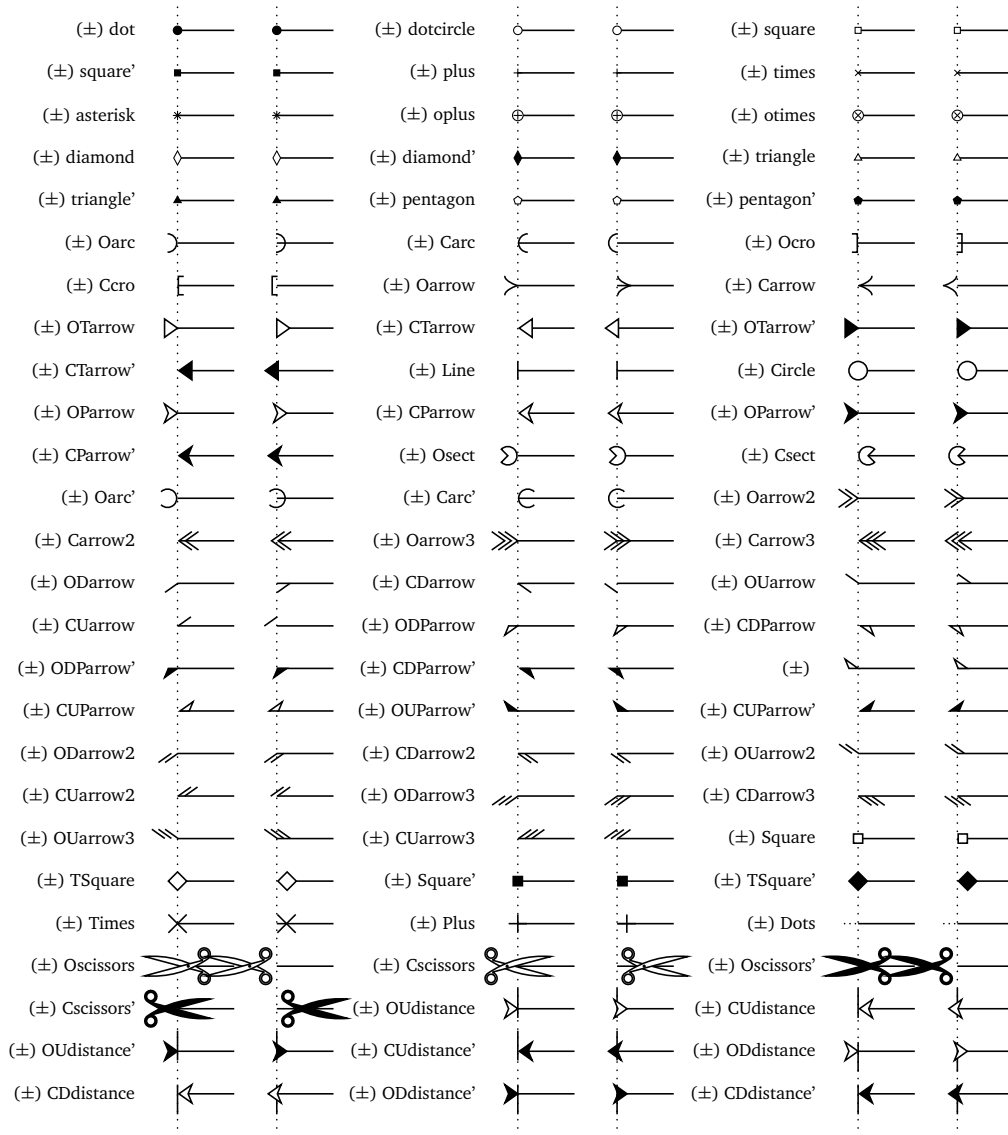 (±) dot (±) dotcircle (±) square
(±) square’ (±) plus (±) times
(±) asterisk (±) oplus (±) otimes
(±) diamond (±) diamond’ (±) triangle
(±) triangle’ (±) pentagon (±) pentagon’
(±) Oarc (±) Carc (±) Ocro
(±) Ccro (±) Oarrow (±) Carrow
(±) OTarrow (±) CTarrow (±) OTarrow’
(±) CTarrow’ (±) Line (±) Circle
(±) OParrow (±) CParrow (±) OParrow’
(±) CParrow’ (±) Osect (±) Csect
(±) Oarc’ (±) Carc’ (±) Oarrow2
(±) Carrow2 (±) Oarrow3 (±) Carrow3
(±) ODarrow (±) CDarrow (±) OUarrow
(±) CUarrow (±) ODParrow (±) CDParrow
(±) ODParrow’ (±) CDParrow’ (±)
(±) CUParrow (±) OUParrow’ (±) CUParrow’
(±) ODarrow2 (±) CDarrow2 (±) OUarrow2
(±) CUarrow2 (±) ODarrow3 (±) CDarrow3
(±) OUarrow3 (±) CUarrow3 (±) Square
(±) TSquare (±) Square’ (±) TSquare’
(±) Times (±) Plus (±) Dots
(±) Oscissors (±) Cscissors (±) Oscissors’
(±) Cscissors’ (±) OUdistance (±) CUdistance
(±) OUdistance’ (±) CUdistance’ (±) ODdistance
(±) CDdistance (±) ODdistance’ (±) CDdistance’